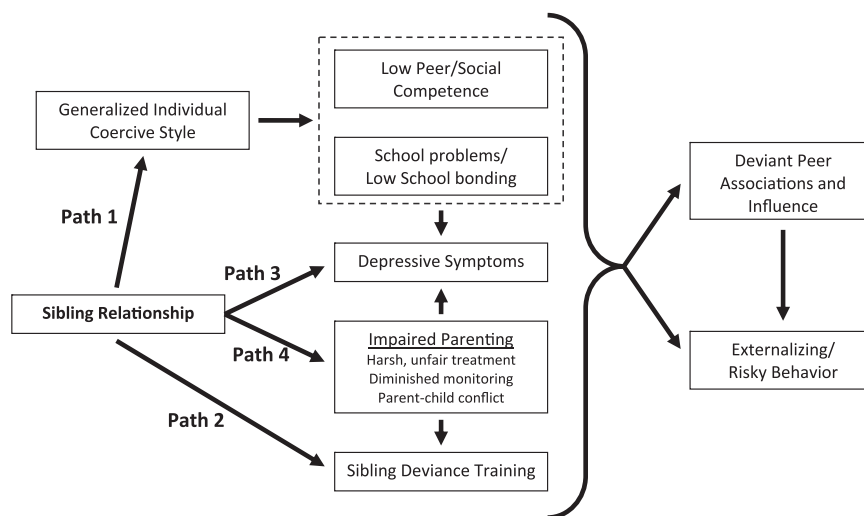 Low Peer/Social
Competence
Generalized Individual
Coercive Style
School problems/
Low School bonding
Deviant Peer
Associations and
Influence
Path 1
Depressive Symptoms
Path 3
Sibling Relationship
Path 4
Impaired Parenting
Harsh, unfair treatment
Diminished monitoring
Parent-child conflict
Externalizing/
Risky Behavior
Path 2
Sibling Deviance Training